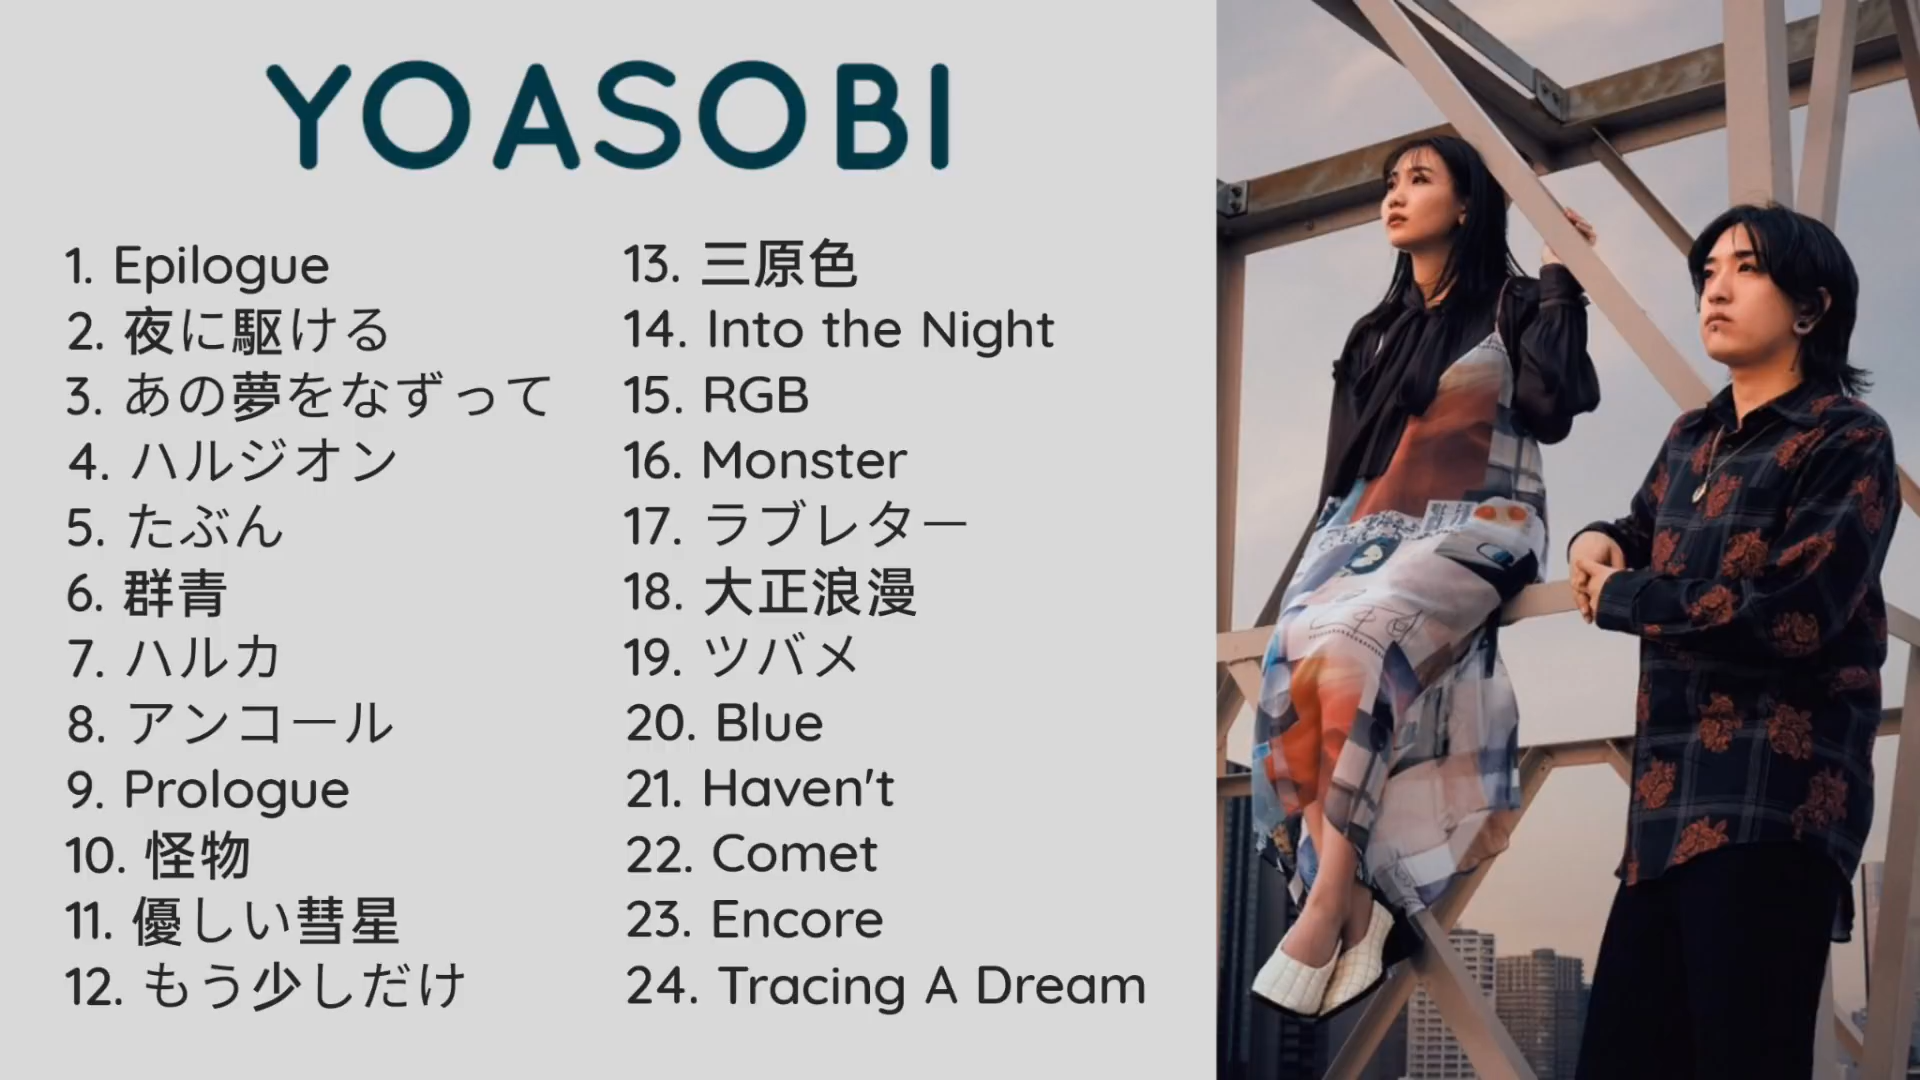 YOASOBI
1. Epilogue
2. 夜に駆ける
3. あの夢をなぞって
4. ハルジオン
5. たぶん
6. 群青
7. ハルカ
8. アンコール
9. Prologue
10. 怪物
11. 優しい彗星
12. もう少しだけ
13. 三原色
14. Into the Night
15. RGB
16. Monster
17. ラブレター
18. 大正浪漫
19. ツバメ
20. Blue
21. Haven't
22. Comet
23. Encore
24. Tracing A Dream